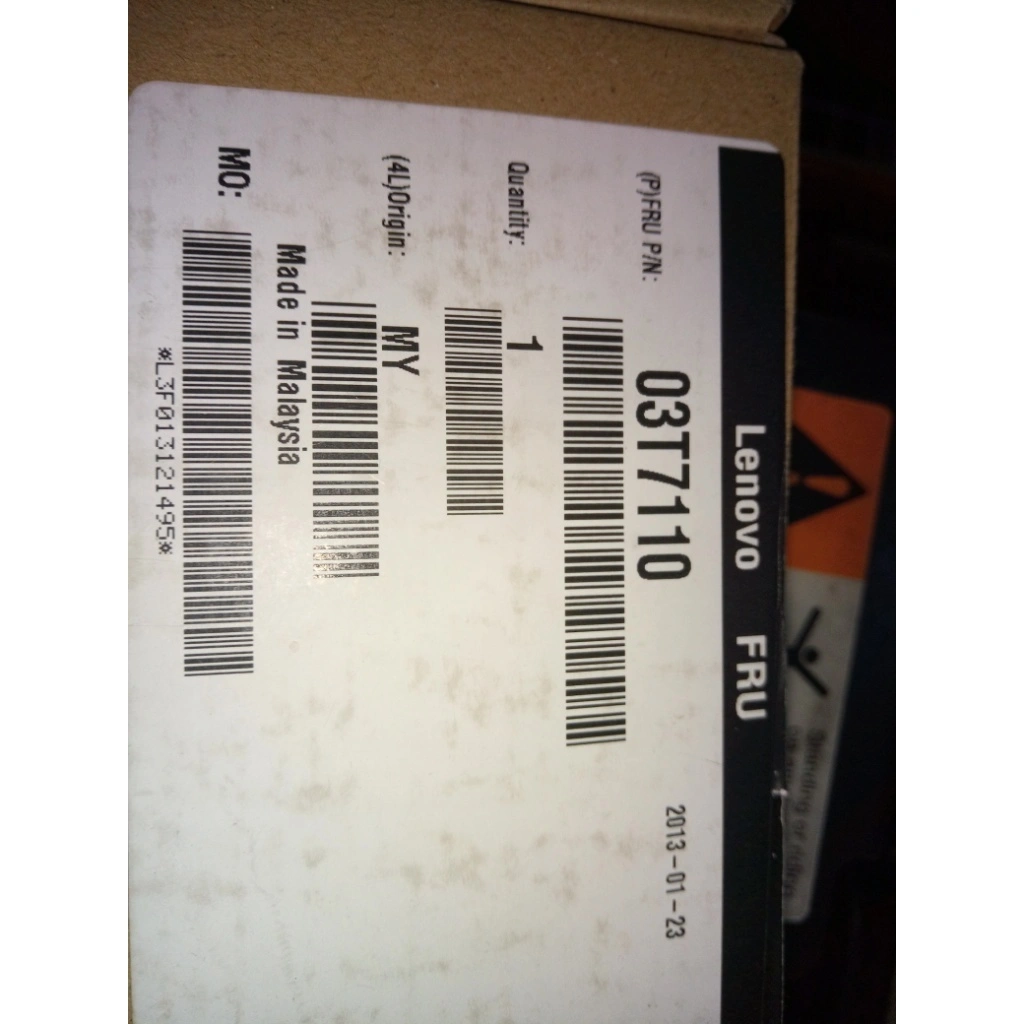 Lenovo FRU
(P)FRU P/N: 03T7110 2013-01-23
Quantity: 1
(4L)Origin: MY
Made in Malaysia
MO:
*L3F013121495*